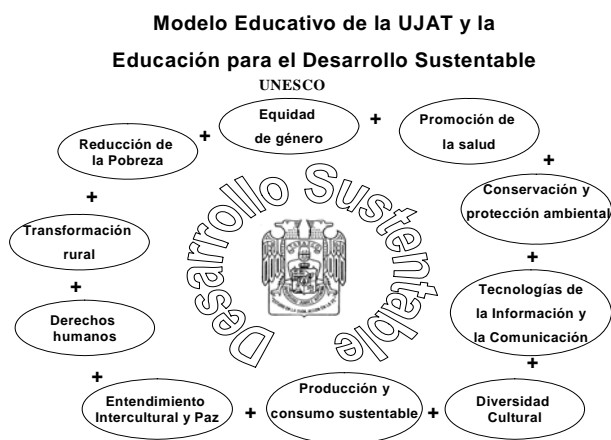 Modelo Educativo de la UJAT y la
Educación para el Desarrollo Sustentable
UNESCO
Equidad
de género
+
Promoción de
la salud
+
Conservación y
protección ambiental
+
Tecnologías de
la Información y
la Comunicación
+
Diversidad
Cultural
+
Producción y
consumo sustentable
+
Entendimiento
Intercultural y Paz
+
Derechos
humanos
+
Transformación
rural
+
Reducción de
la Pobreza
+
Desarrollo Sustentable